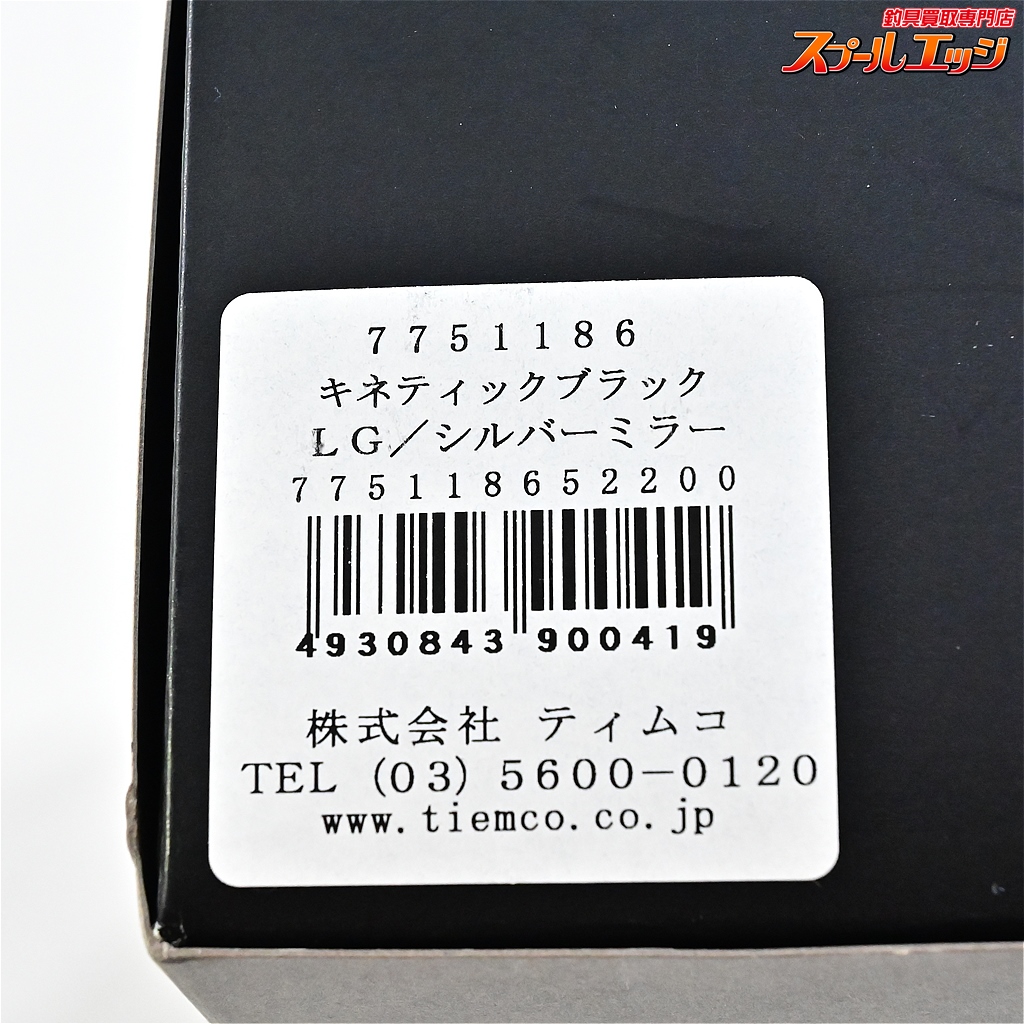 釣具買取専門店
スプールエッジ
7751186
キネティックブラック
LG／シルバーミラー
775118652200
4930843 900419
株式会社 ティムコ
TEL (03) 5600-0120
www.tiemco.co.jp